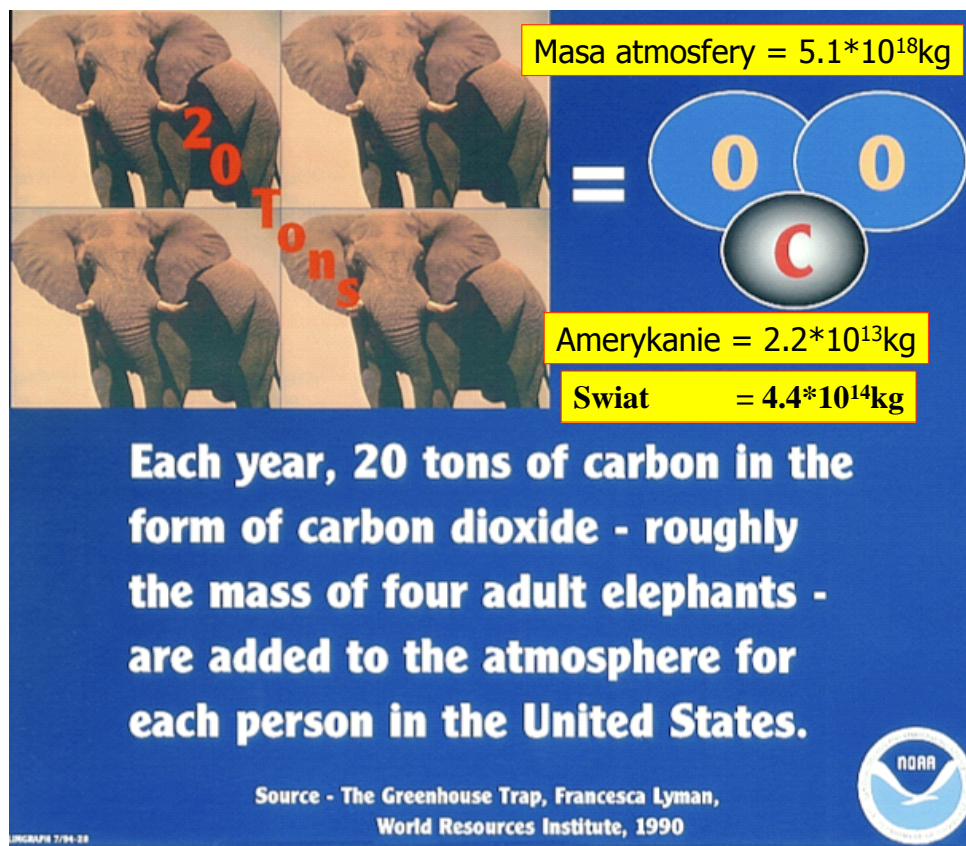 Masa atmosfery = 5.1*10¹⁸kg
20
Tons
=
O O
C
Amerykanie = 2.2*10¹³kg
Swiat = 4.4*10¹⁴kg
Each year, 20 tons of carbon in the
form of carbon dioxide - roughly
the mass of four adult elephants -
are added to the atmosphere for
each person in the United States.
NOAA
Source - The Greenhouse Trap, Francesca Lyman,
World Resources Institute, 1990
7/94-28